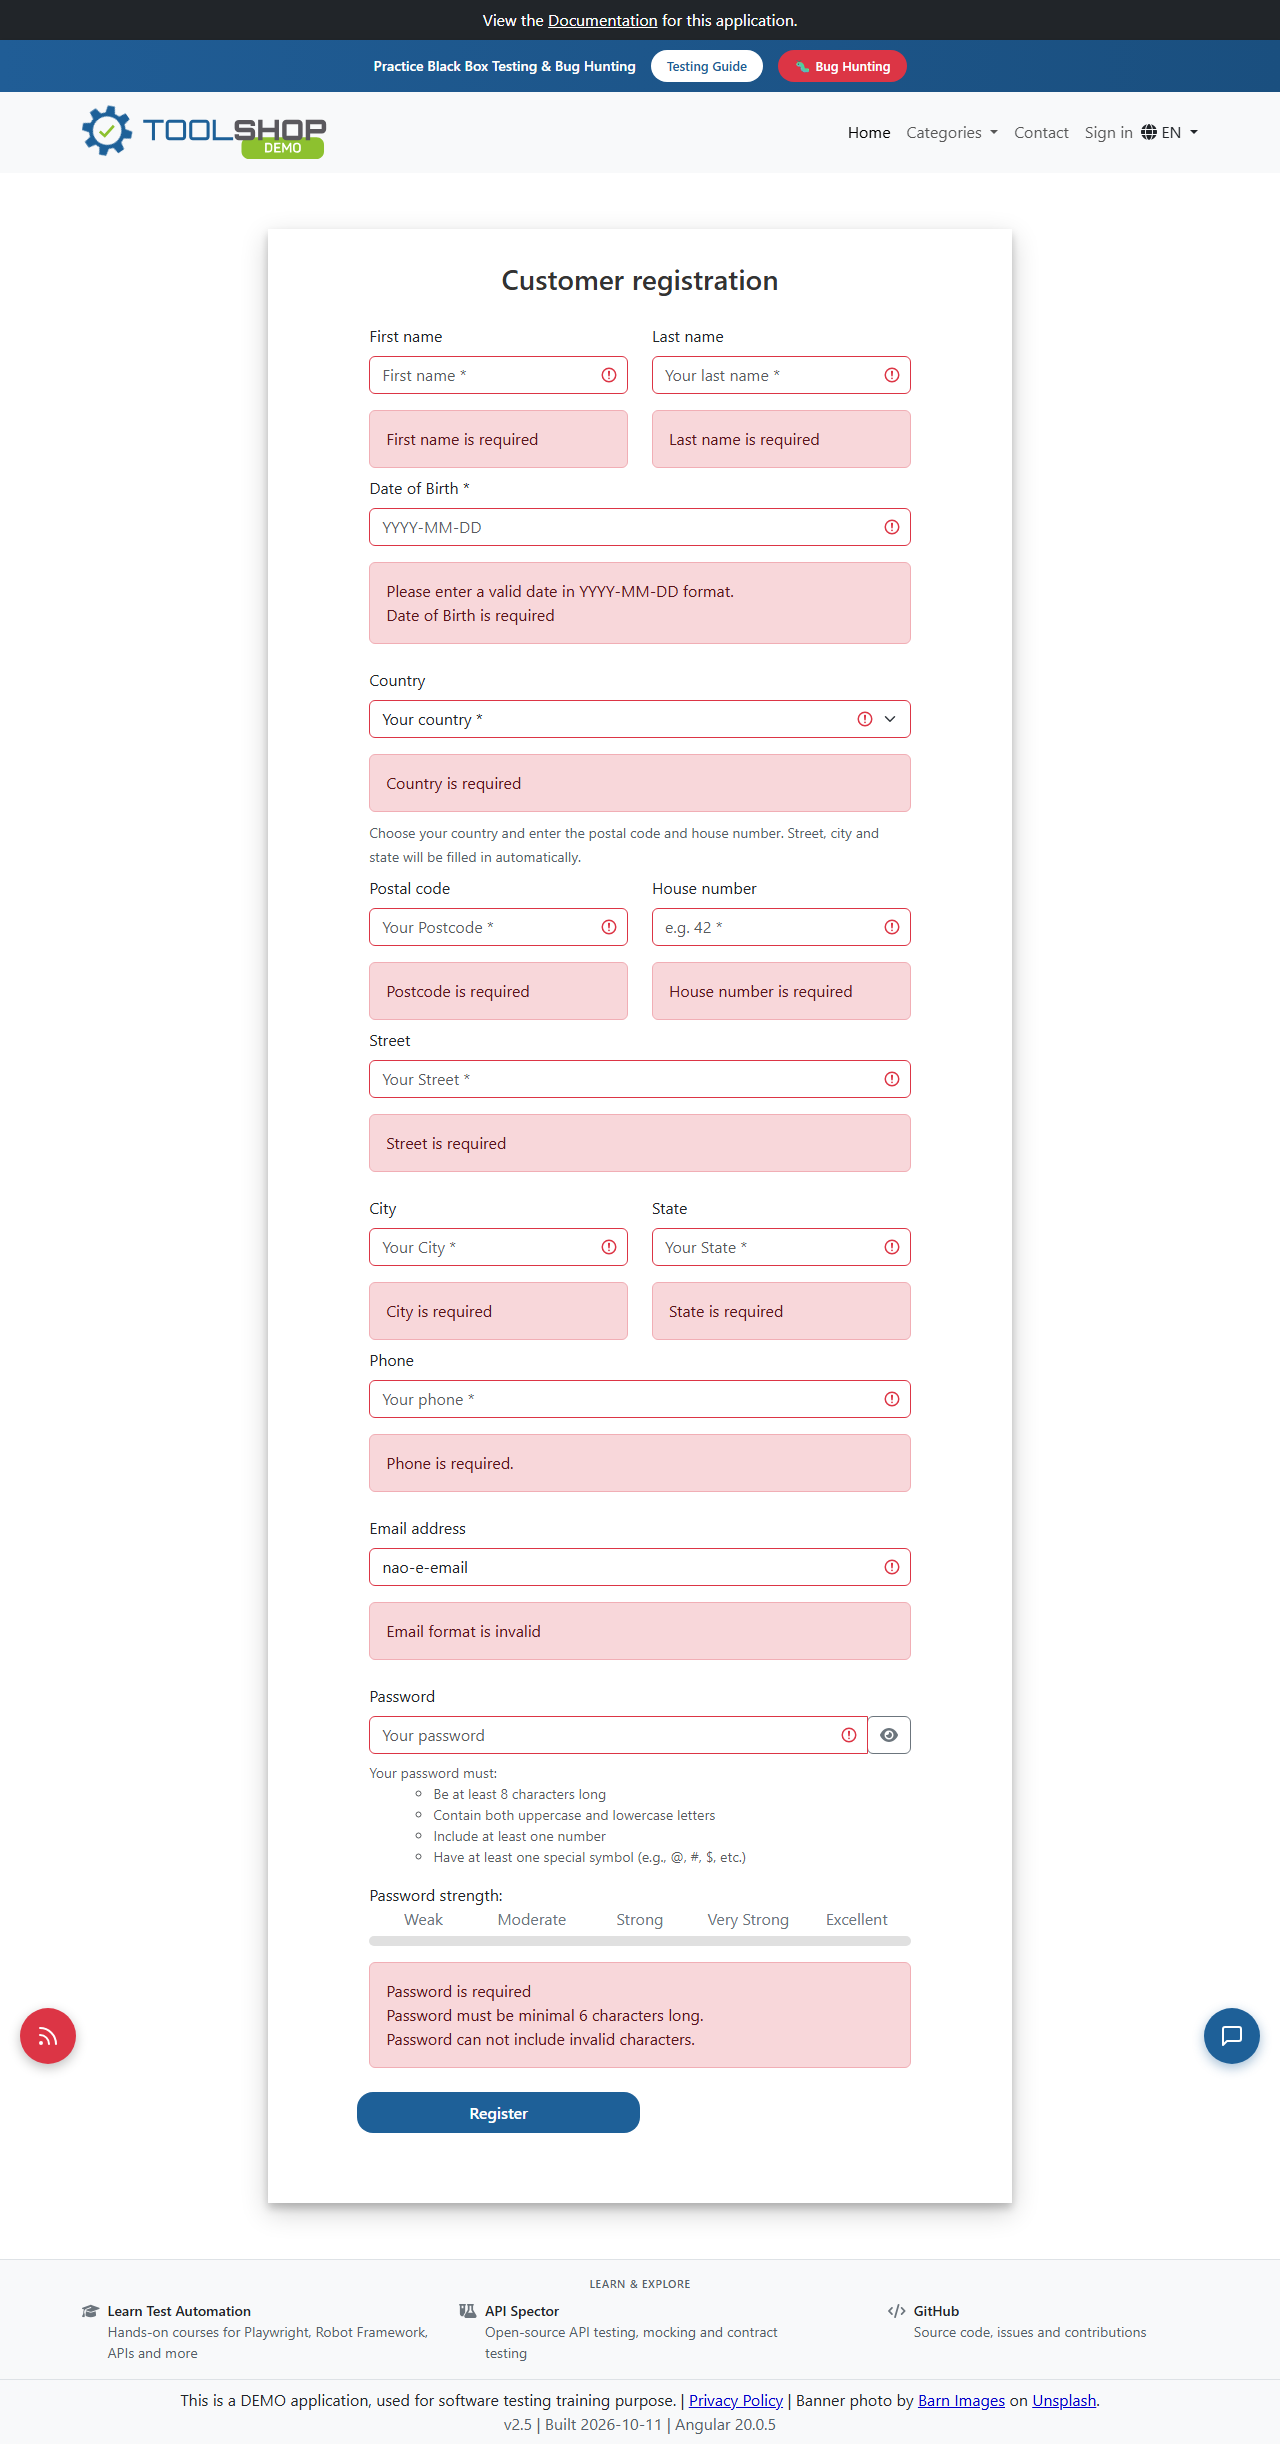 View the Documentation for this application.
Practice Black Box Testing & Bug Hunting Testing Guide Bug Hunting
TOOLSHOP
DEMO
Home Categories Contact Sign in EN
Customer registration
First name Last name
First name * Your last name *
First name is required Last name is required
Date of Birth *
YYYY-MM-DD
Please enter a valid date in YYYY-MM-DD format.
Date of Birth is required
Country
Your country *
Country is required
Choose your country and enter the postal code and house number. Street, city and
state will be filled in automatically.
Postal code House number
Your Postcode * e.g. 42 *
Postcode is required House number is required
Street
Your Street *
Street is required
City State
Your City * Your State *
City is required State is required
Phone
Your phone *
Phone is required.
Email address
nao-e-email
Email format is invalid
Password
Your password
Your password must:
Be at least 8 characters long
Contain both uppercase and lowercase letters
Include at least one number
Have at least one special symbol (e.g., @, #, $, etc.)
Password strength:
Weak Moderate Strong Very Strong Excellent
Password is required
Password must be minimal 6 characters long.
Password can not include invalid characters.
Register
LEARN & EXPLORE
Learn Test Automation
Hands-on courses for Playwright, Robot Framework,
APIs and more
API Spector
Open-source API testing, mocking and contract
testing
GitHub
Source code, issues and contributions
This is a DEMO application, used for software testing training purpose. | Privacy Policy | Banner photo by Barn Images on Unsplash.
v2.5 | Built 2026-10-11 | Angular 20.0.5